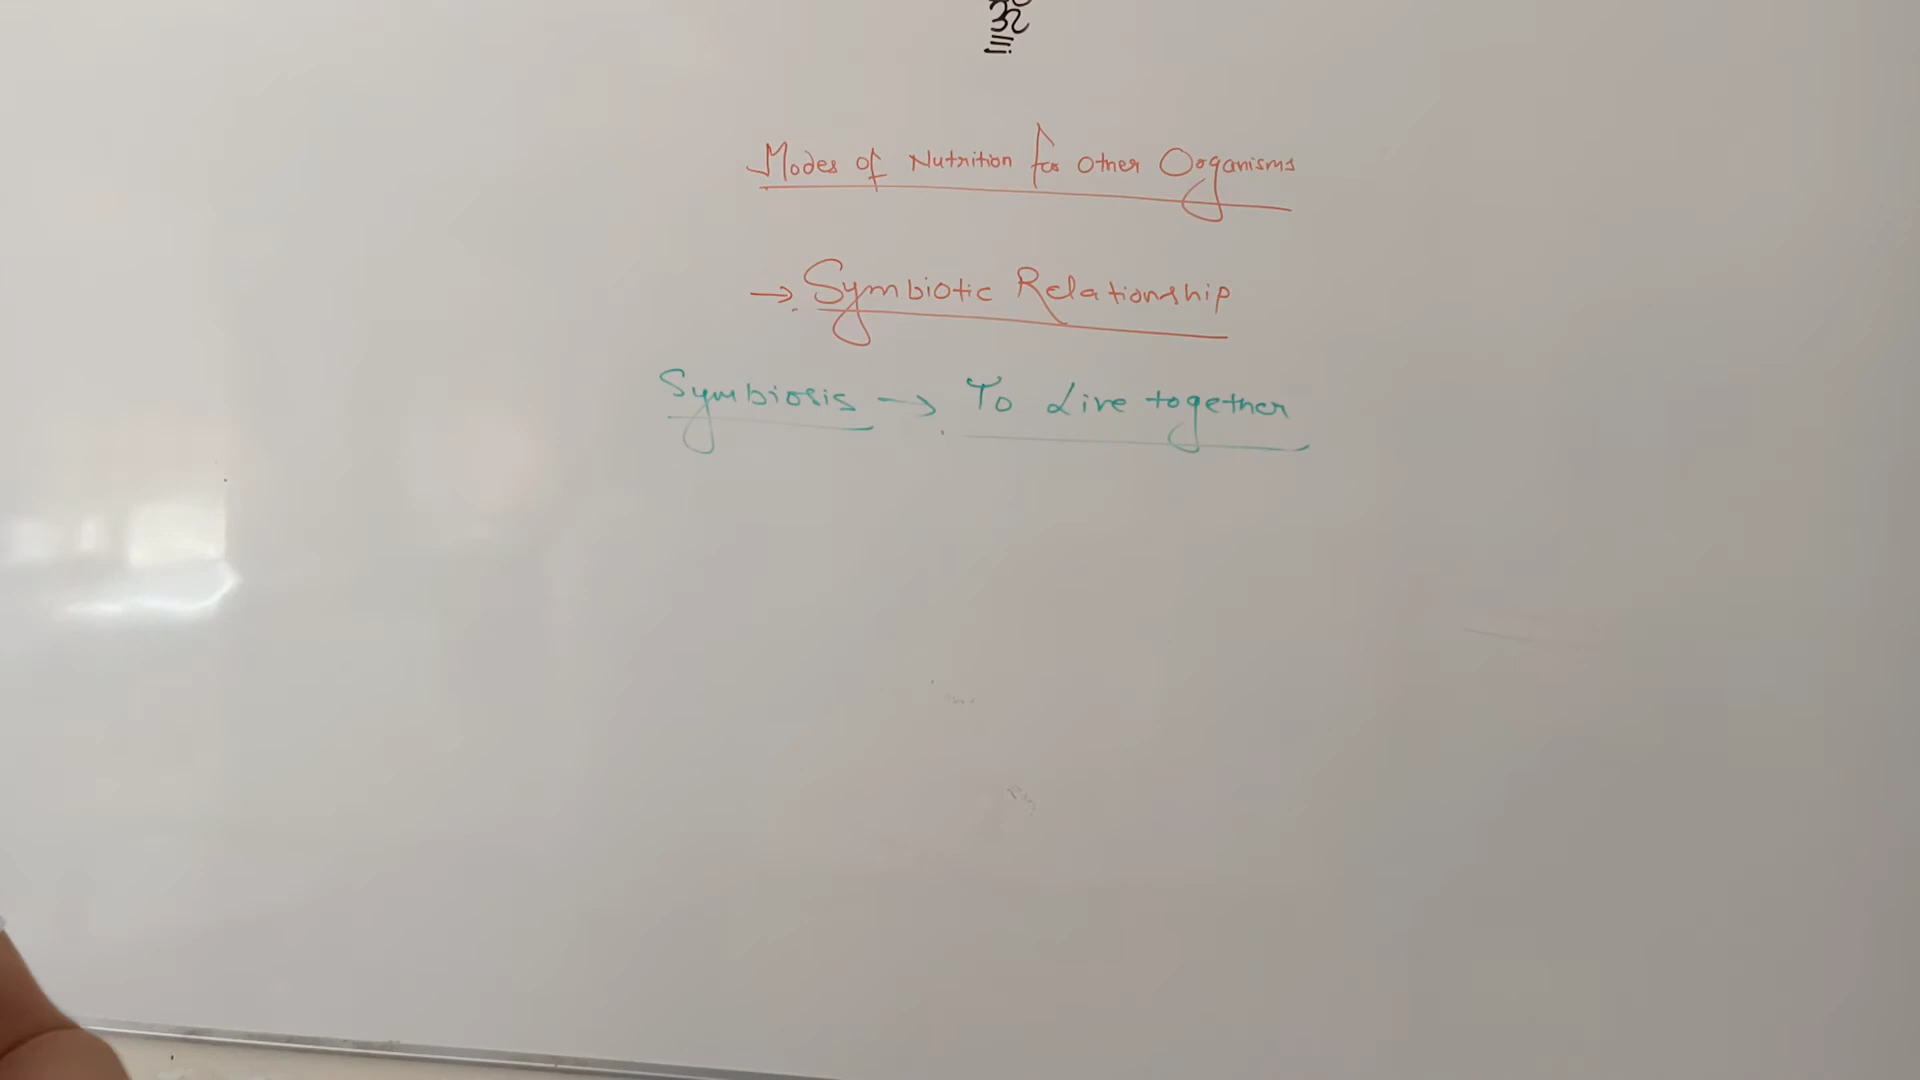 Modes of Nutrition for other Organisms
→ Symbiotic Relationship
Symbiosis → To Live together